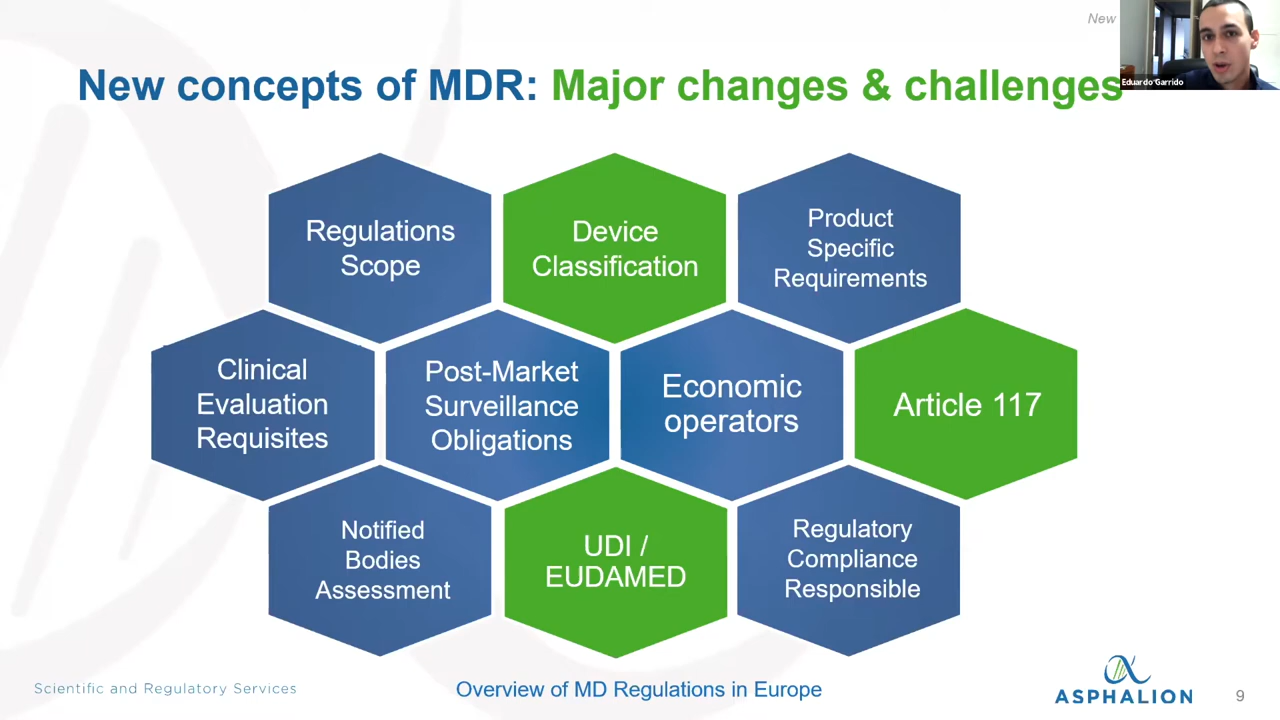 New
Eduardo Garrido
New concepts of MDR: Major changes & challenges
Regulations
Scope
Device
Classification
Product
Specific
Requirements
Clinical
Evaluation
Requisites
Post-Market
Surveillance
Obligations
Economic
operators
Article 117
Notified
Bodies
Assessment
UDI /
EUDAMED
Regulatory
Compliance
Responsible
Scientific and Regulatory Services
Overview of MD Regulations in Europe
ASPHALION
9